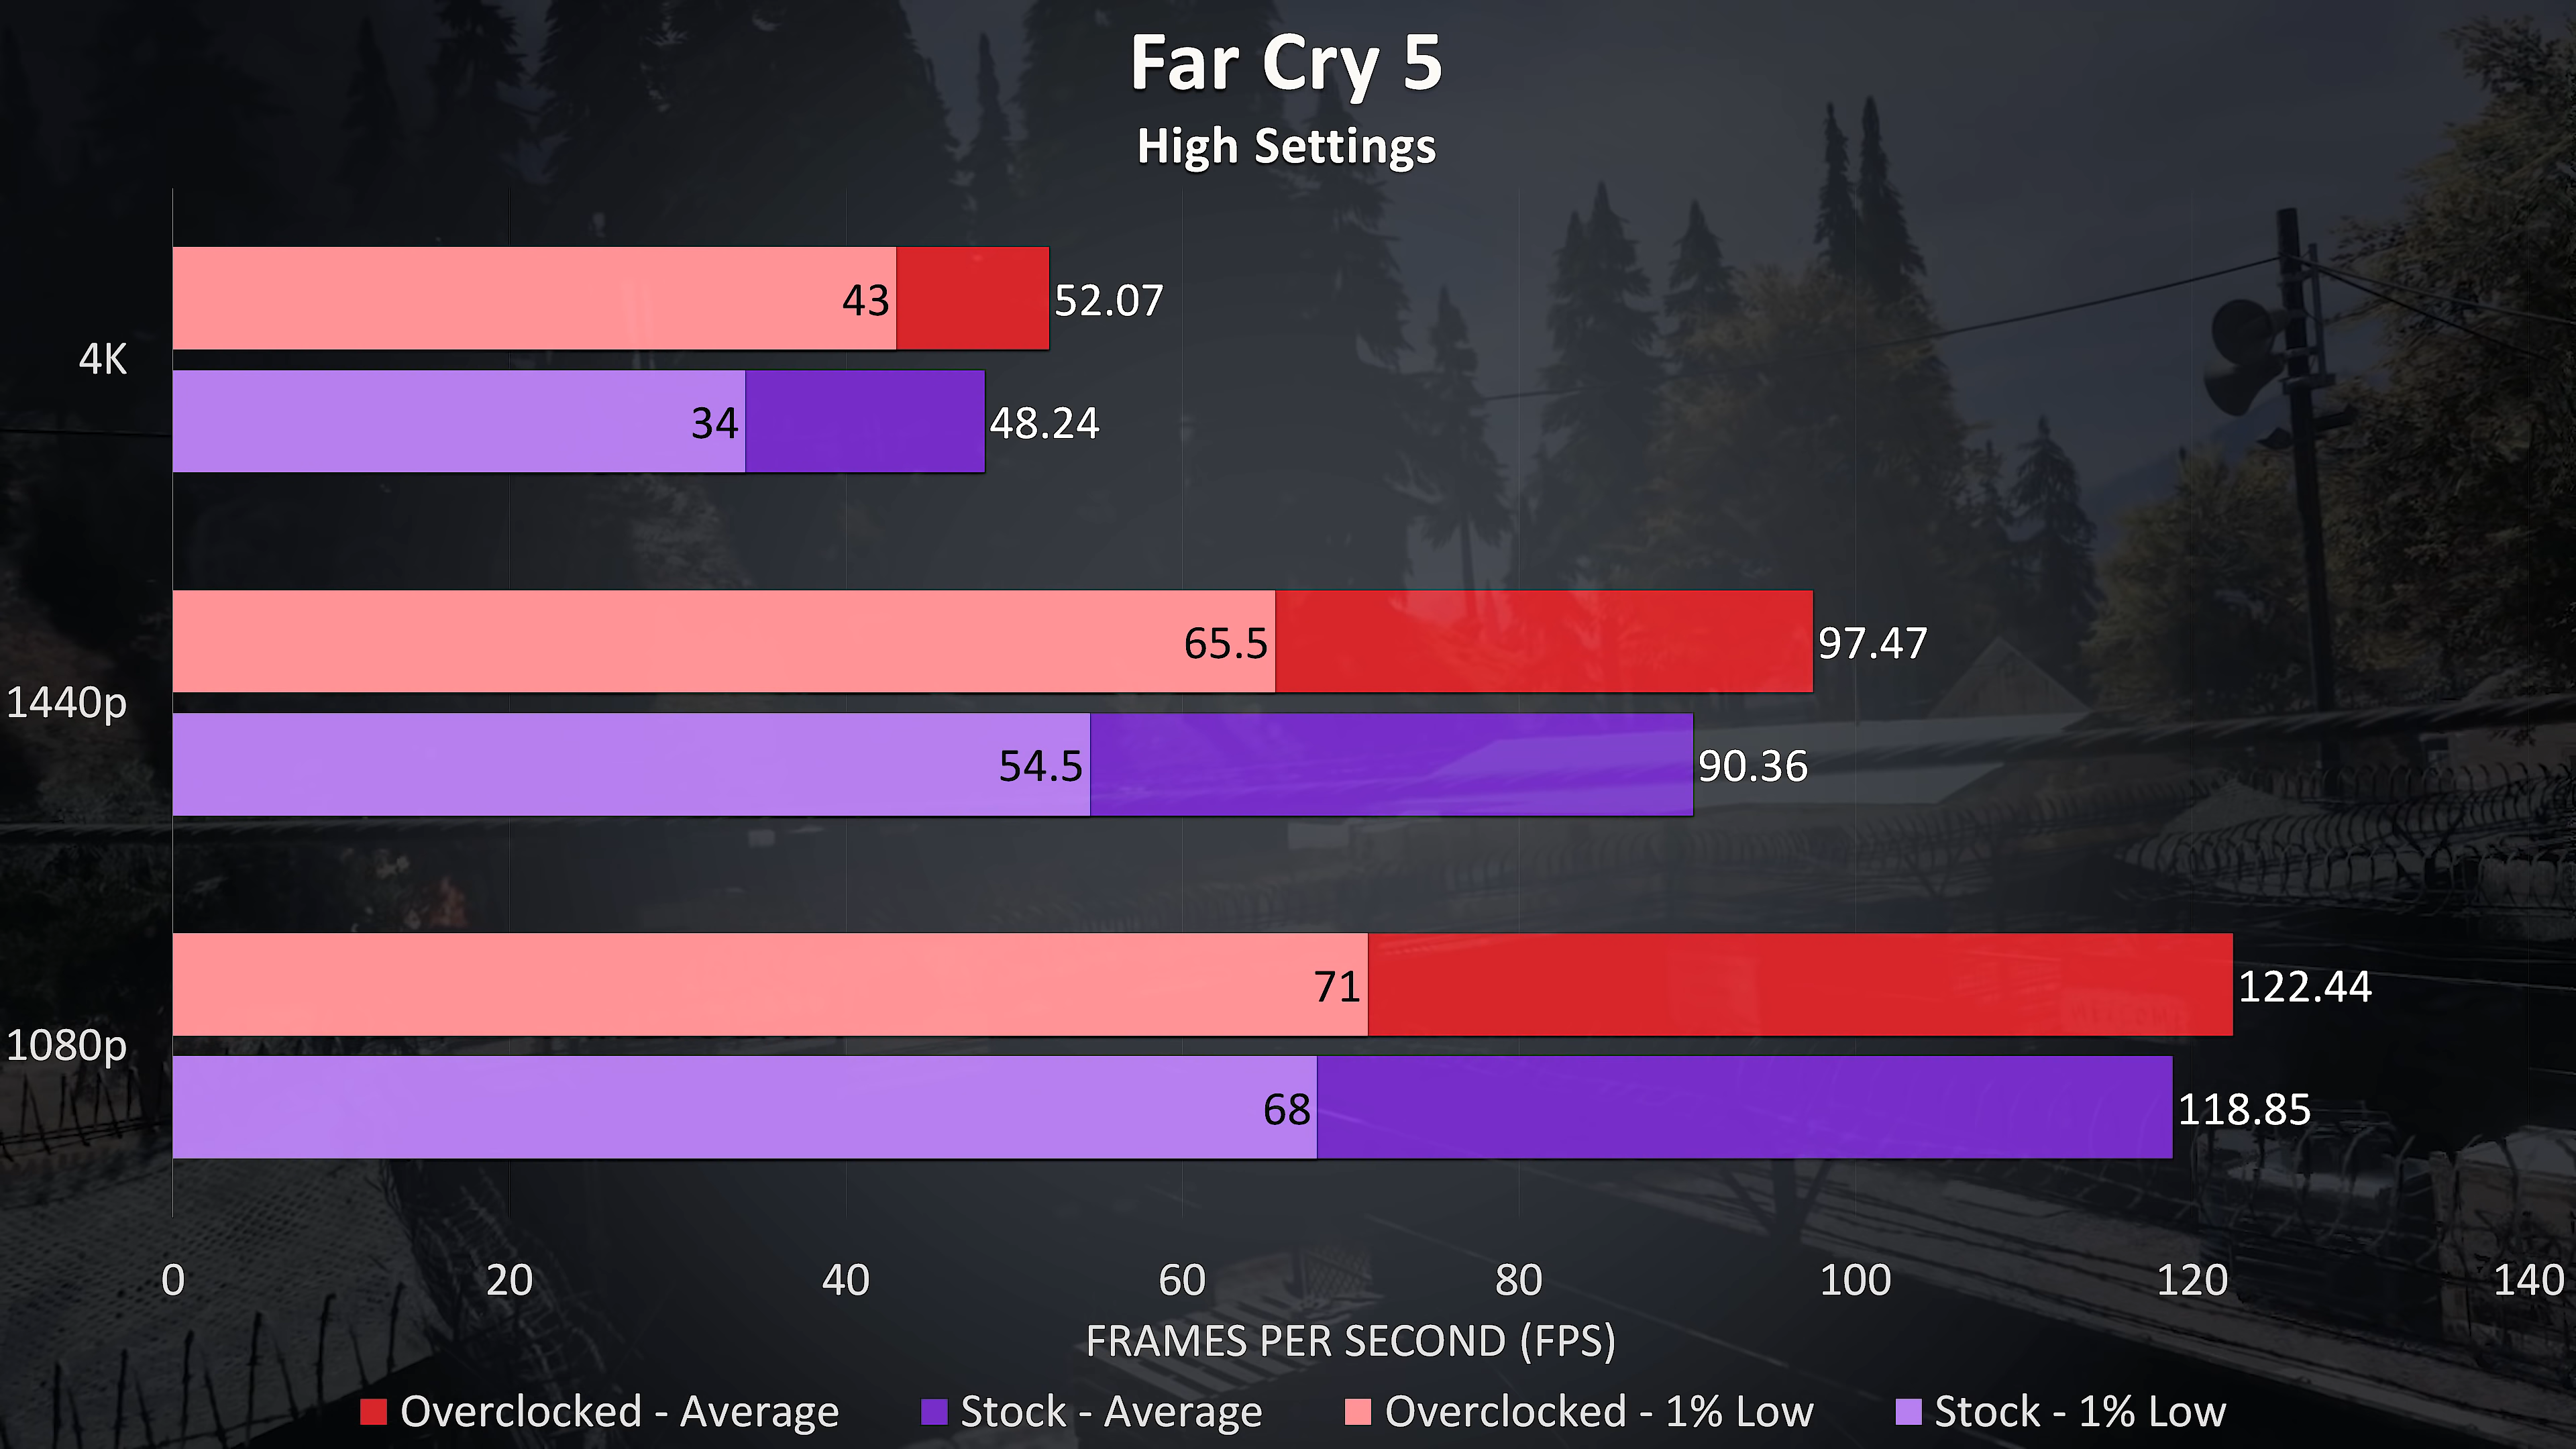 Far Cry 5
High Settings
43 52.07
4K
34 48.24
65.5 97.47
1440p
54.5 90.36
71 122.44
1080p
68 118.85
0 20 40 60 80 100 120 140
FRAMES PER SECOND (FPS)
Overclocked - Average Stock - Average Overclocked - 1% Low Stock - 1% Low